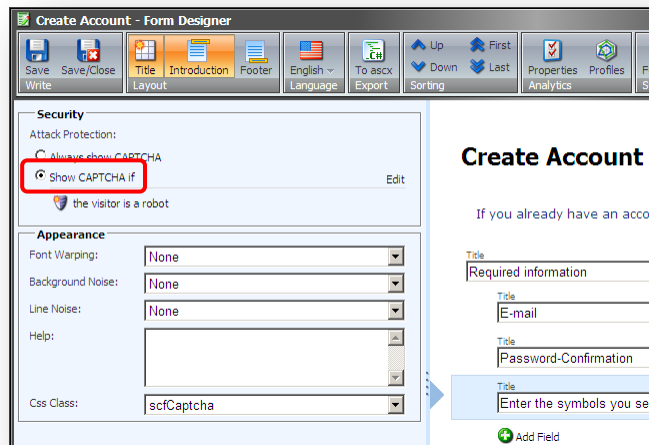 Create Account - Form Designer
Save Save/Close Title Introduction Footer English To ascx Up First Down Last Properties Profiles F
Write Layout Language Export Sorting Analytics S
Security
Attack Protection:
Always show CAPTCHA
Show CAPTCHA if
Edit
the visitor is a robot
Appearance
Font Warping: None
Background Noise: None
Line Noise: None
Help:
Css Class: scfCaptcha
Create Account
If you already have an acco
Title
Required information
Title
E-mail
Title
Password-Confirmation
Title
Enter the symbols you se
Add Field